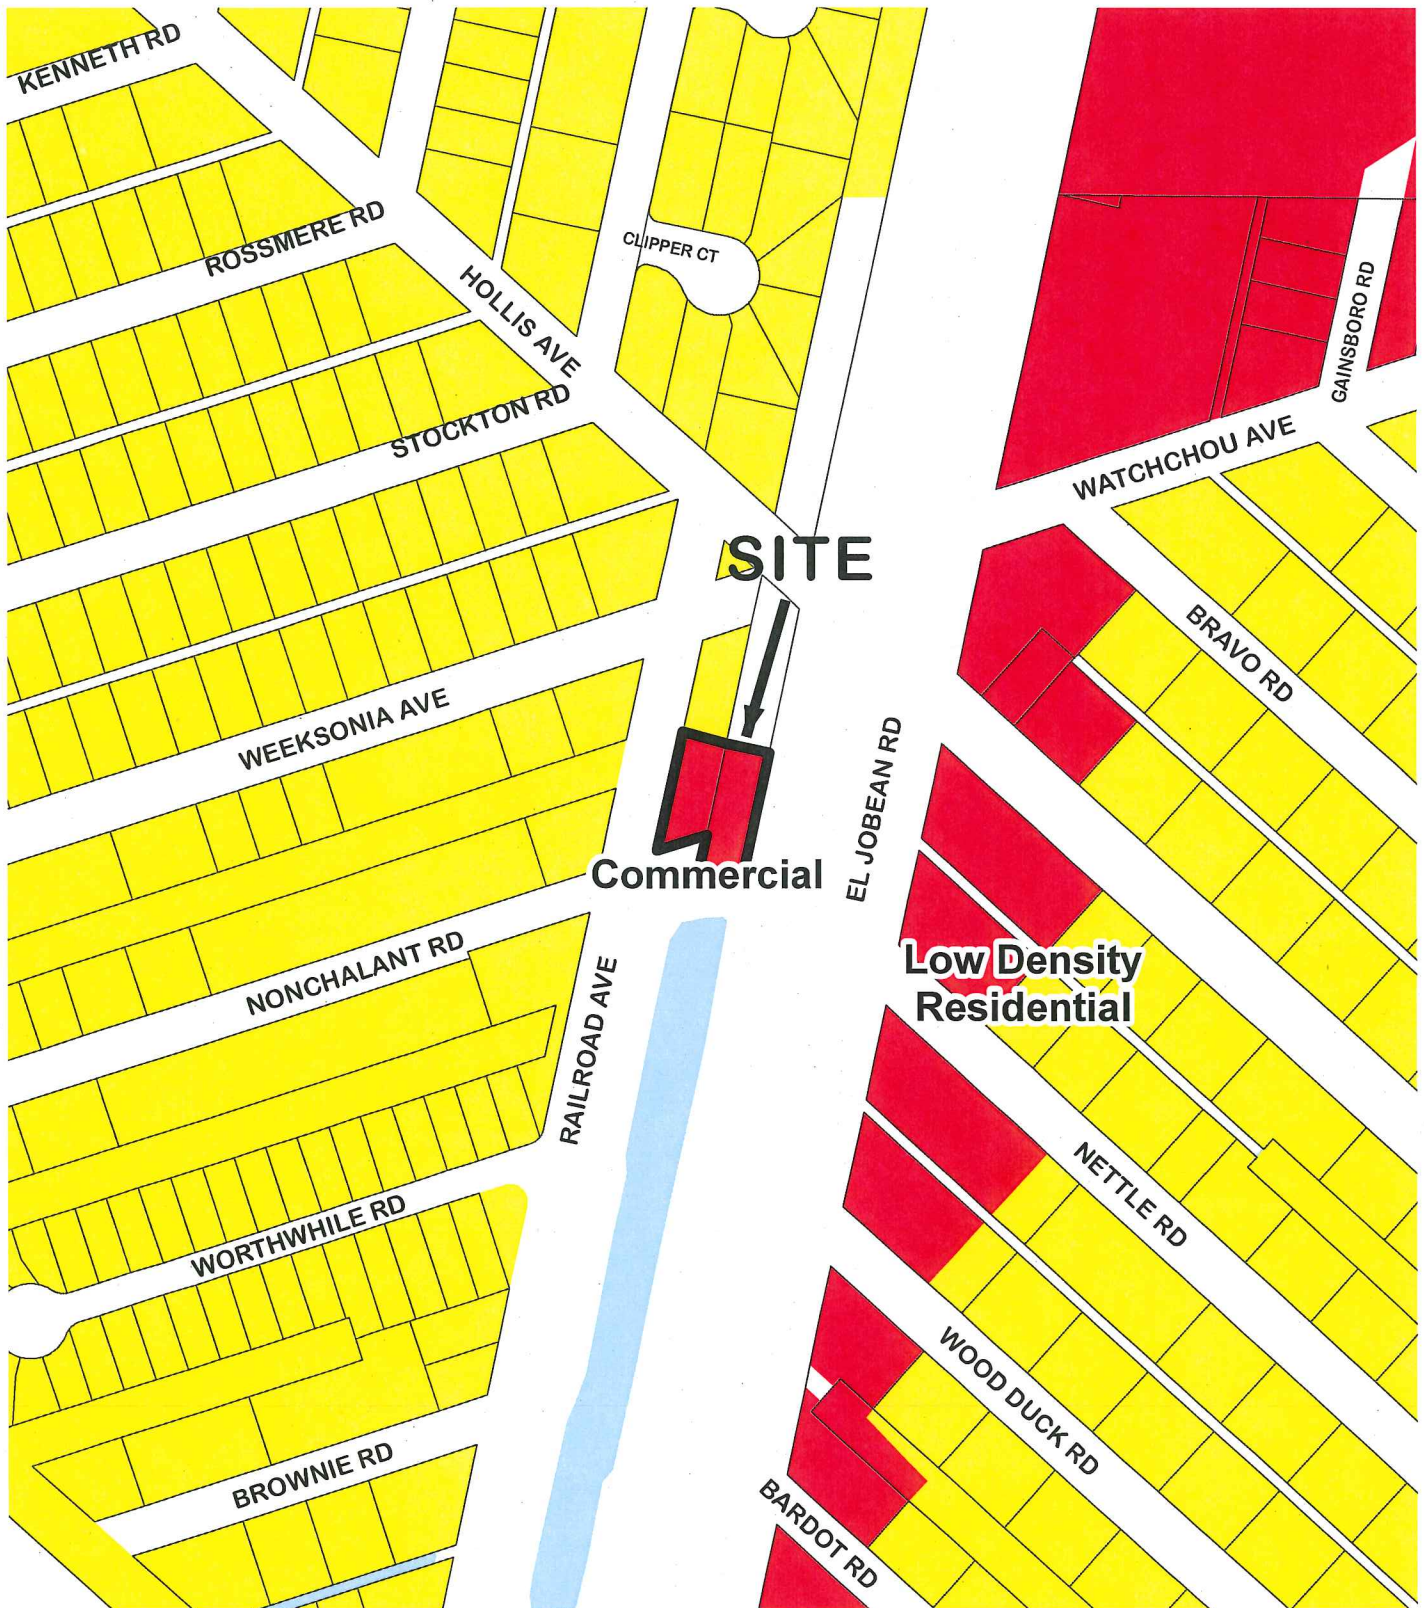 KENNETH RD
ROSSMERE RD
CLIPPER CT
HOLLIS AVE
GAINSBORO RD
STOCKTON RD
WATCHCHOU AVE
SITE
BRAVO RD
WEEKSONIA AVE
EL JOBEAN RD
Commercial
Low Density
Residential
NONCHALANT RD
RAILROAD AVE
NETTLE RD
WORTHWHILE RD
WOOD DUCK RD
BROWNIE RD
BARDOT RD